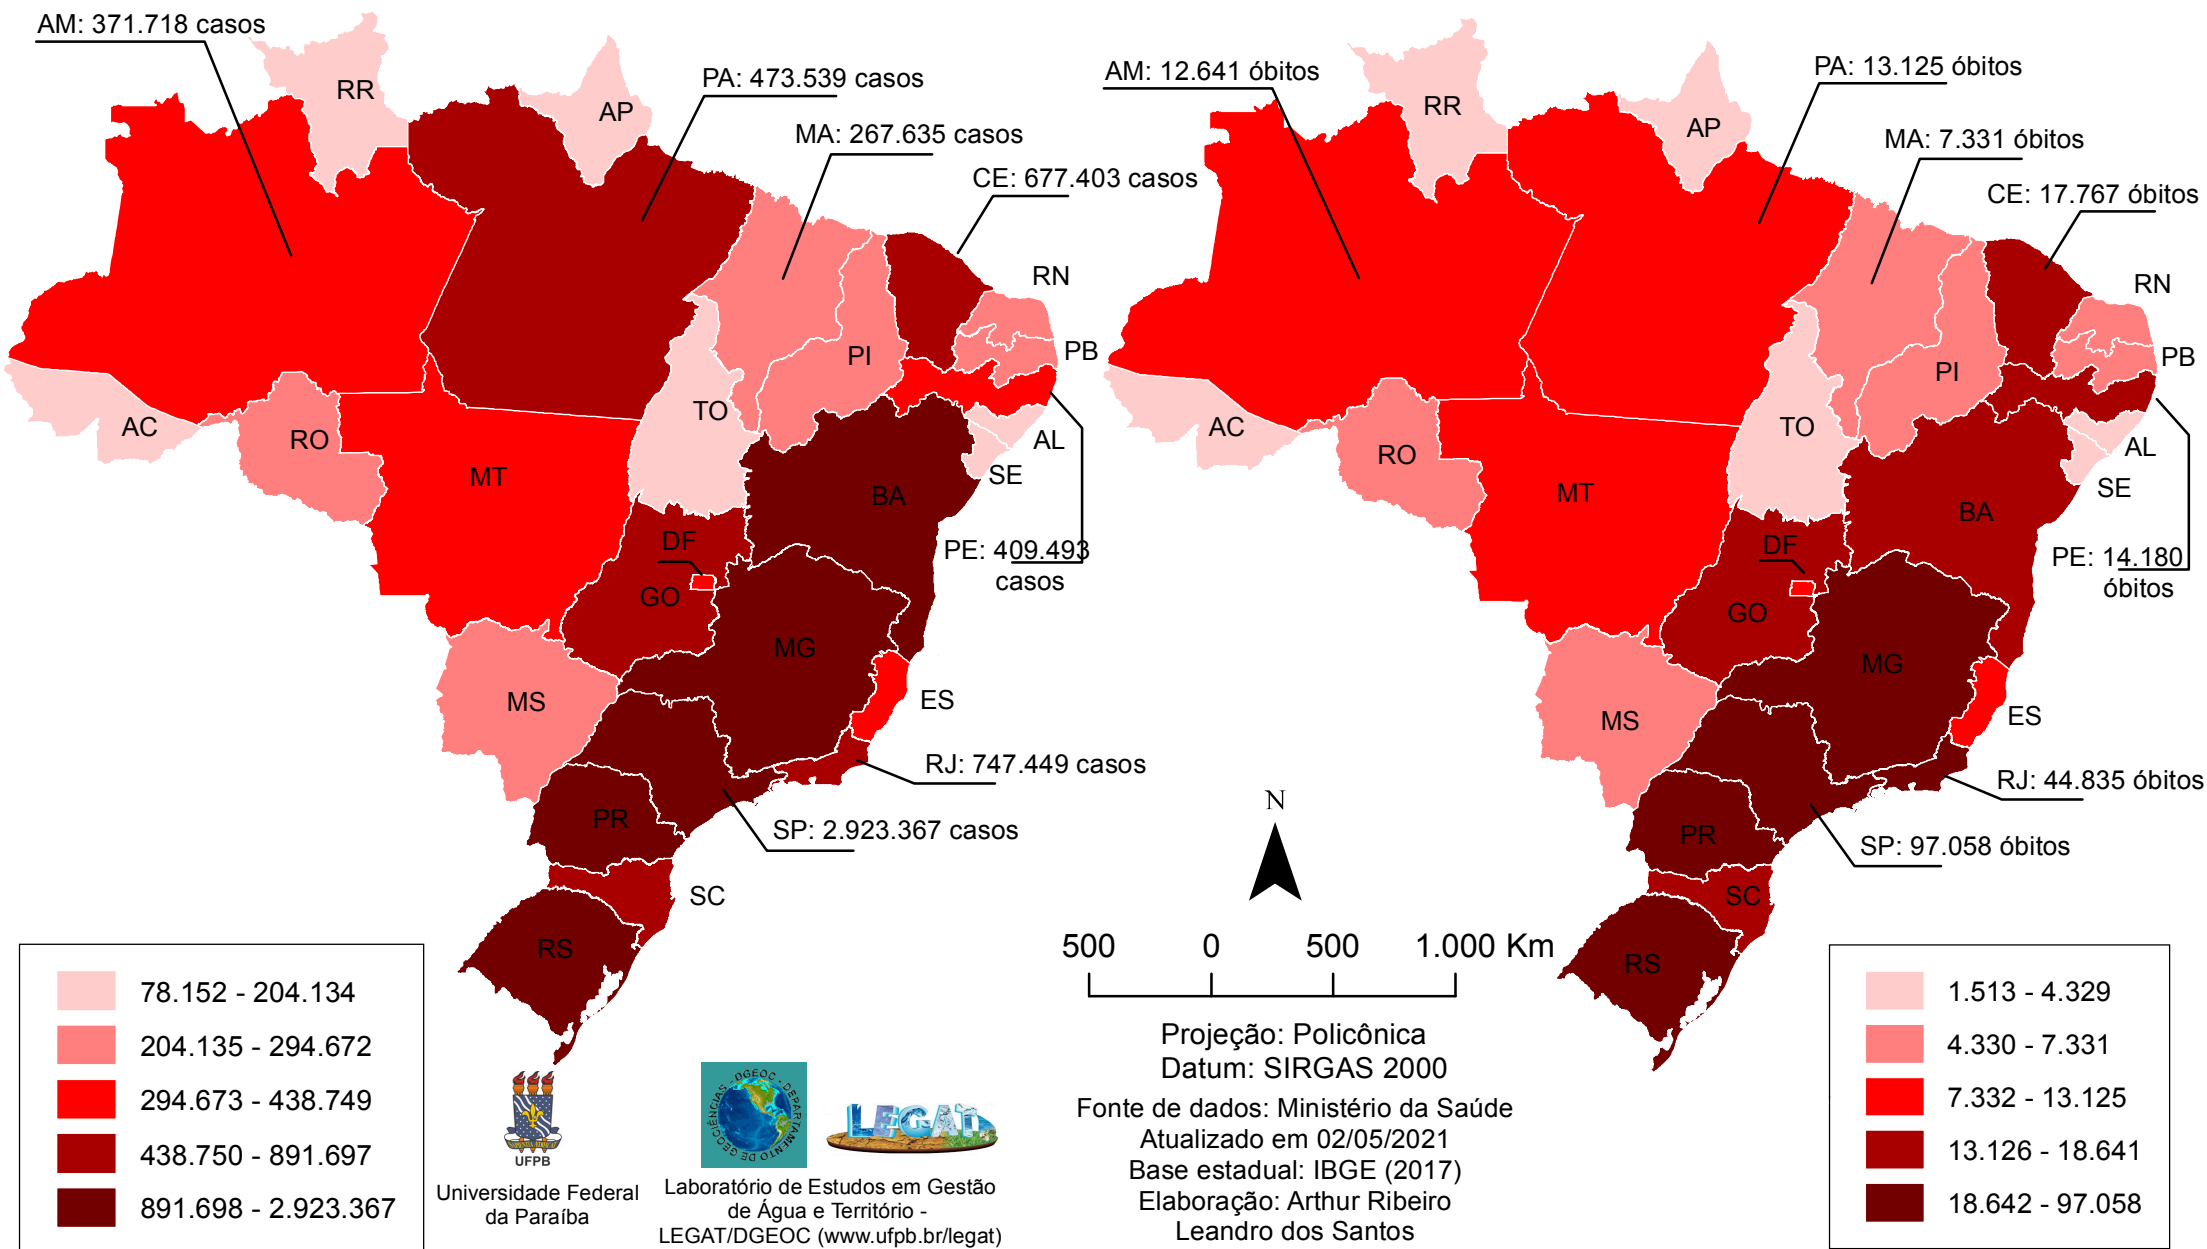 AM: 371.718 casos
RR
AP
PA: 473.539 casos
MA: 267.635 casos
CE: 677.403 casos
RN
PB
PI
TO
AC
RO
MT
AL
SE
BA
DF
PE: 409.493
casos
GO
MG
MS
ES
RJ: 747.449 casos
PR
SP: 2.923.367 casos
SC
RS
78.152 - 204.134
204.135 - 294.672
294.673 - 438.749
438.750 - 891.697
891.698 - 2.923.367
AM: 12.641 óbitos
RR
AP
PA: 13.125 óbitos
MA: 7.331 óbitos
CE: 17.767 óbitos
RN
PB
PI
TO
AC
RO
MT
AL
SE
BA
DF
PE: 14.180
óbitos
GO
MG
MS
ES
RJ: 44.835 óbitos
PR
SP: 97.058 óbitos
SC
RS
1.513 - 4.329
4.330 - 7.331
7.332 - 13.125
13.126 - 18.641
18.642 - 97.058
N
500 0 500 1.000 Km
Projeção: Policônica
Datum: SIRGAS 2000
Fonte de dados: Ministério da Saúde
Atualizado em 02/05/2021
Base estadual: IBGE (2017)
Elaboração: Arthur Ribeiro
Leandro dos Santos
UFPB
Universidade Federal
da Paraíba
DGEOC - DEPARTAMENTO DE GEOCIÊNCIAS
LEGAT
Laboratório de Estudos em Gestão
de Água e Território -
LEGAT/DGEOC (www.ufpb.br/legat)